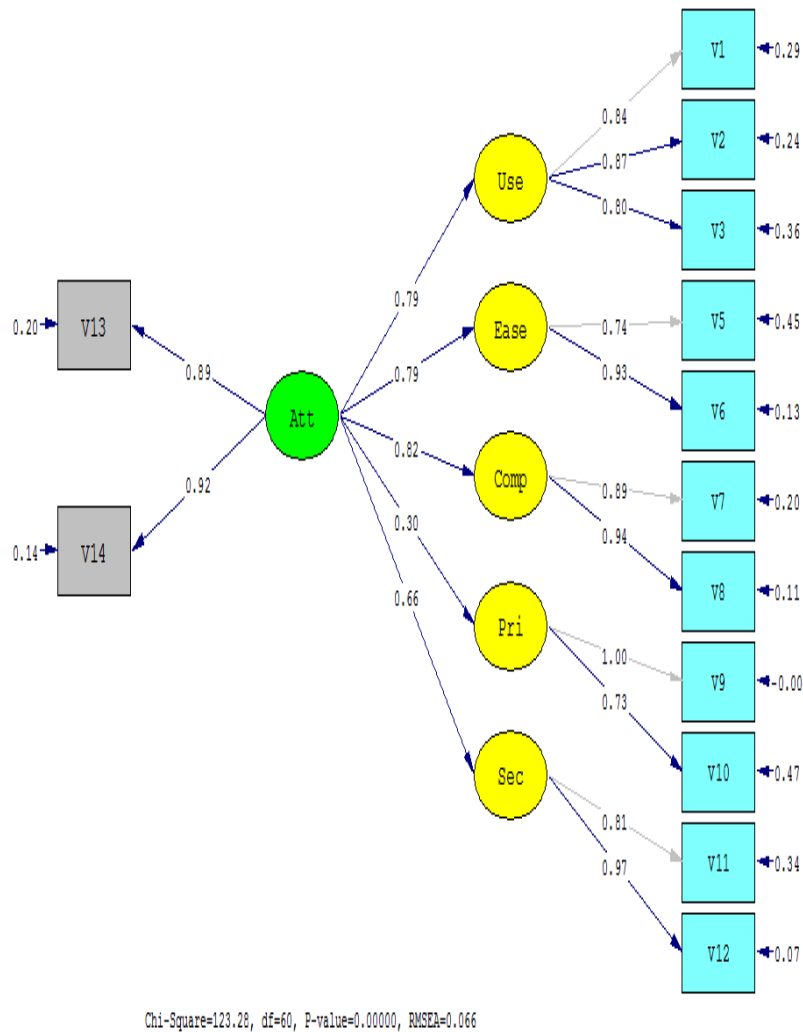 V1
0.29
0.84
V2
0.24
Use
0.87
0.80
V3
0.36
0.79
V5
0.45
Ease
0.74
0.20
V13
0.93
0.89
0.79
V6
0.13
Att
0.82
Comp
0.89
V7
0.20
0.92
0.30
0.94
0.14
V14
V8
0.11
0.66
Pri
1.00
V9
-0.00
0.73
Sec
V10
0.47
0.81
V11
0.34
0.97
V12
0.07
Chi-Square=123.28, df=60, P-value=0.00000, RMSEA=0.066